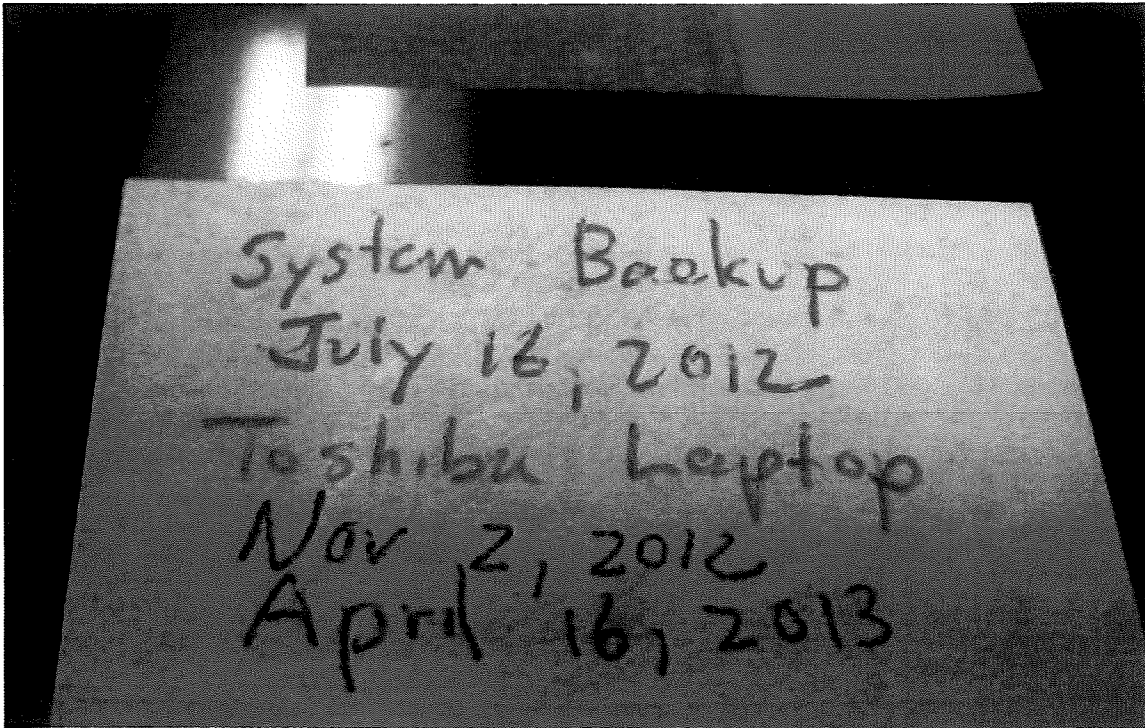 System Backup
July 16, 2012
Toshiba Laptop
Nov 2, 2012
April 16, 2013